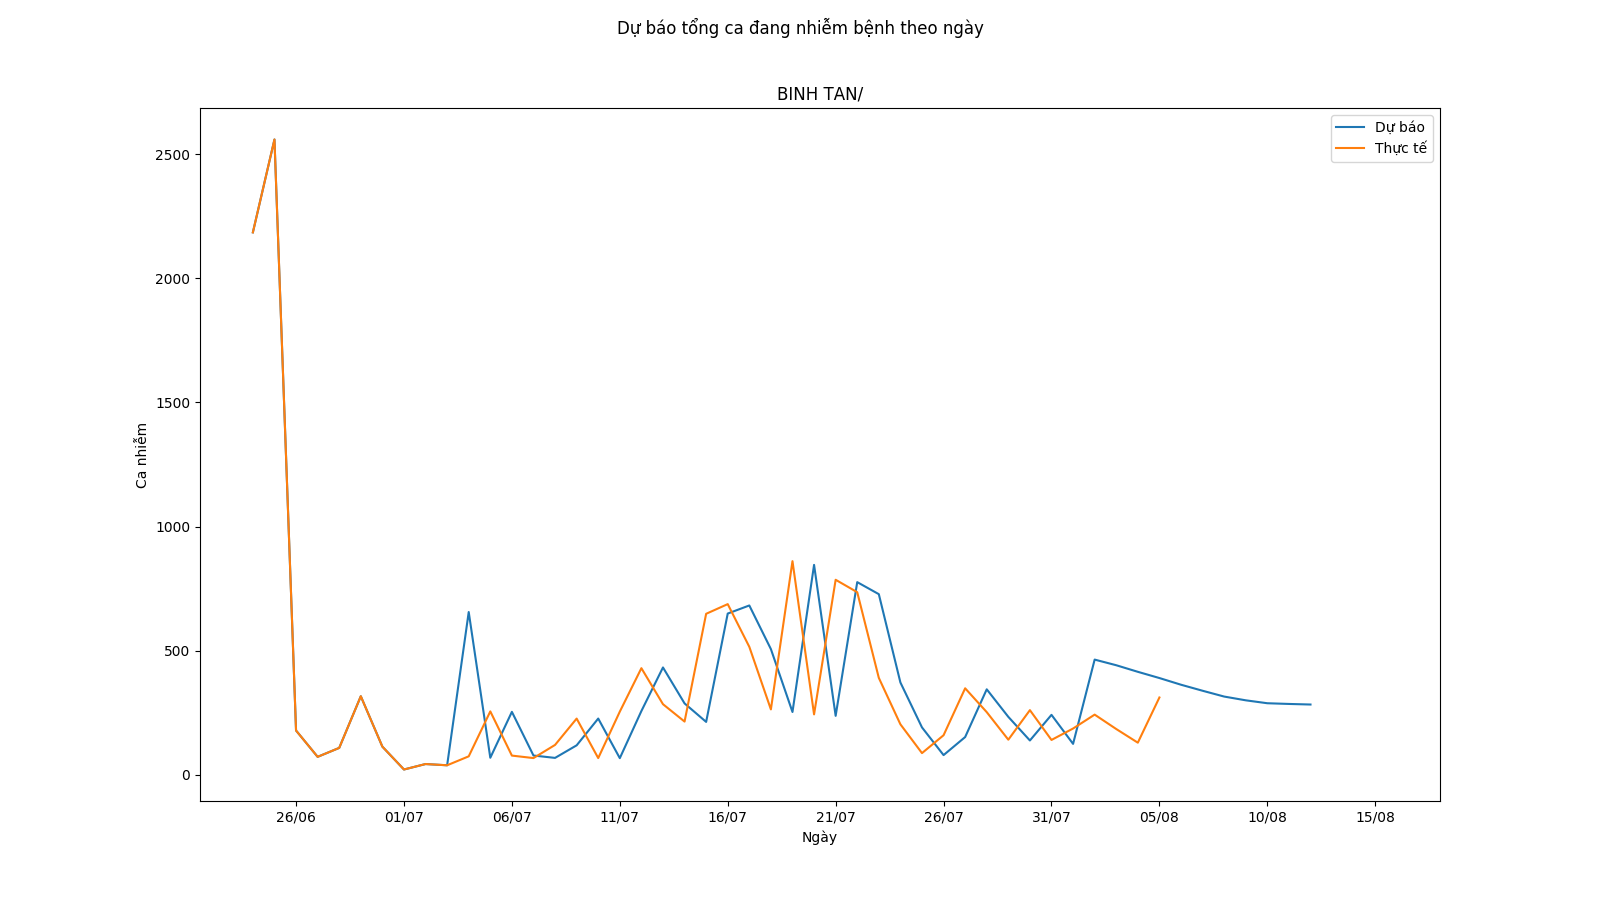 Dự báo tổng ca đang nhiễm bệnh theo ngày
BINH TAN/
Dự báo
Thực tế
2500
2000
1500
1000
500
0
Ca nhiễm
26/06 01/07 06/07 11/07 16/07 21/07 26/07 31/07 05/08 10/08 15/08
Ngày